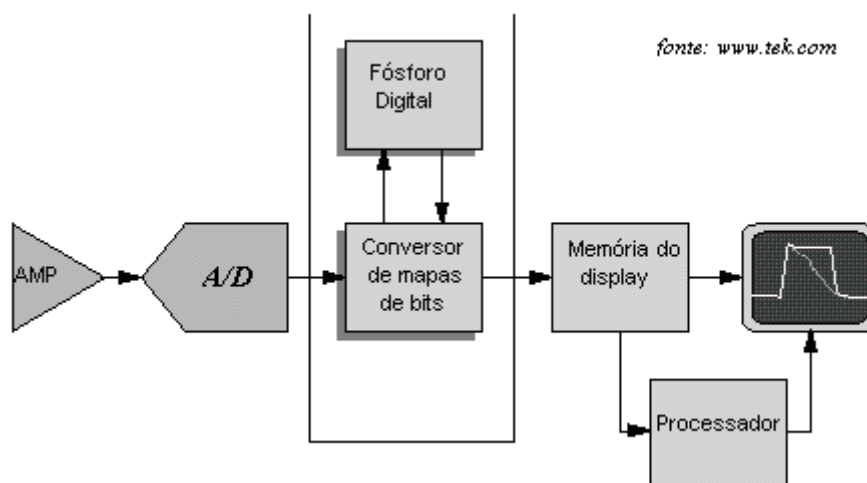 fonte: www.tek.com
Fósforo
Digital
AMP
A/D
Conversor
de mapas
de bits
Memória do
display
Processador